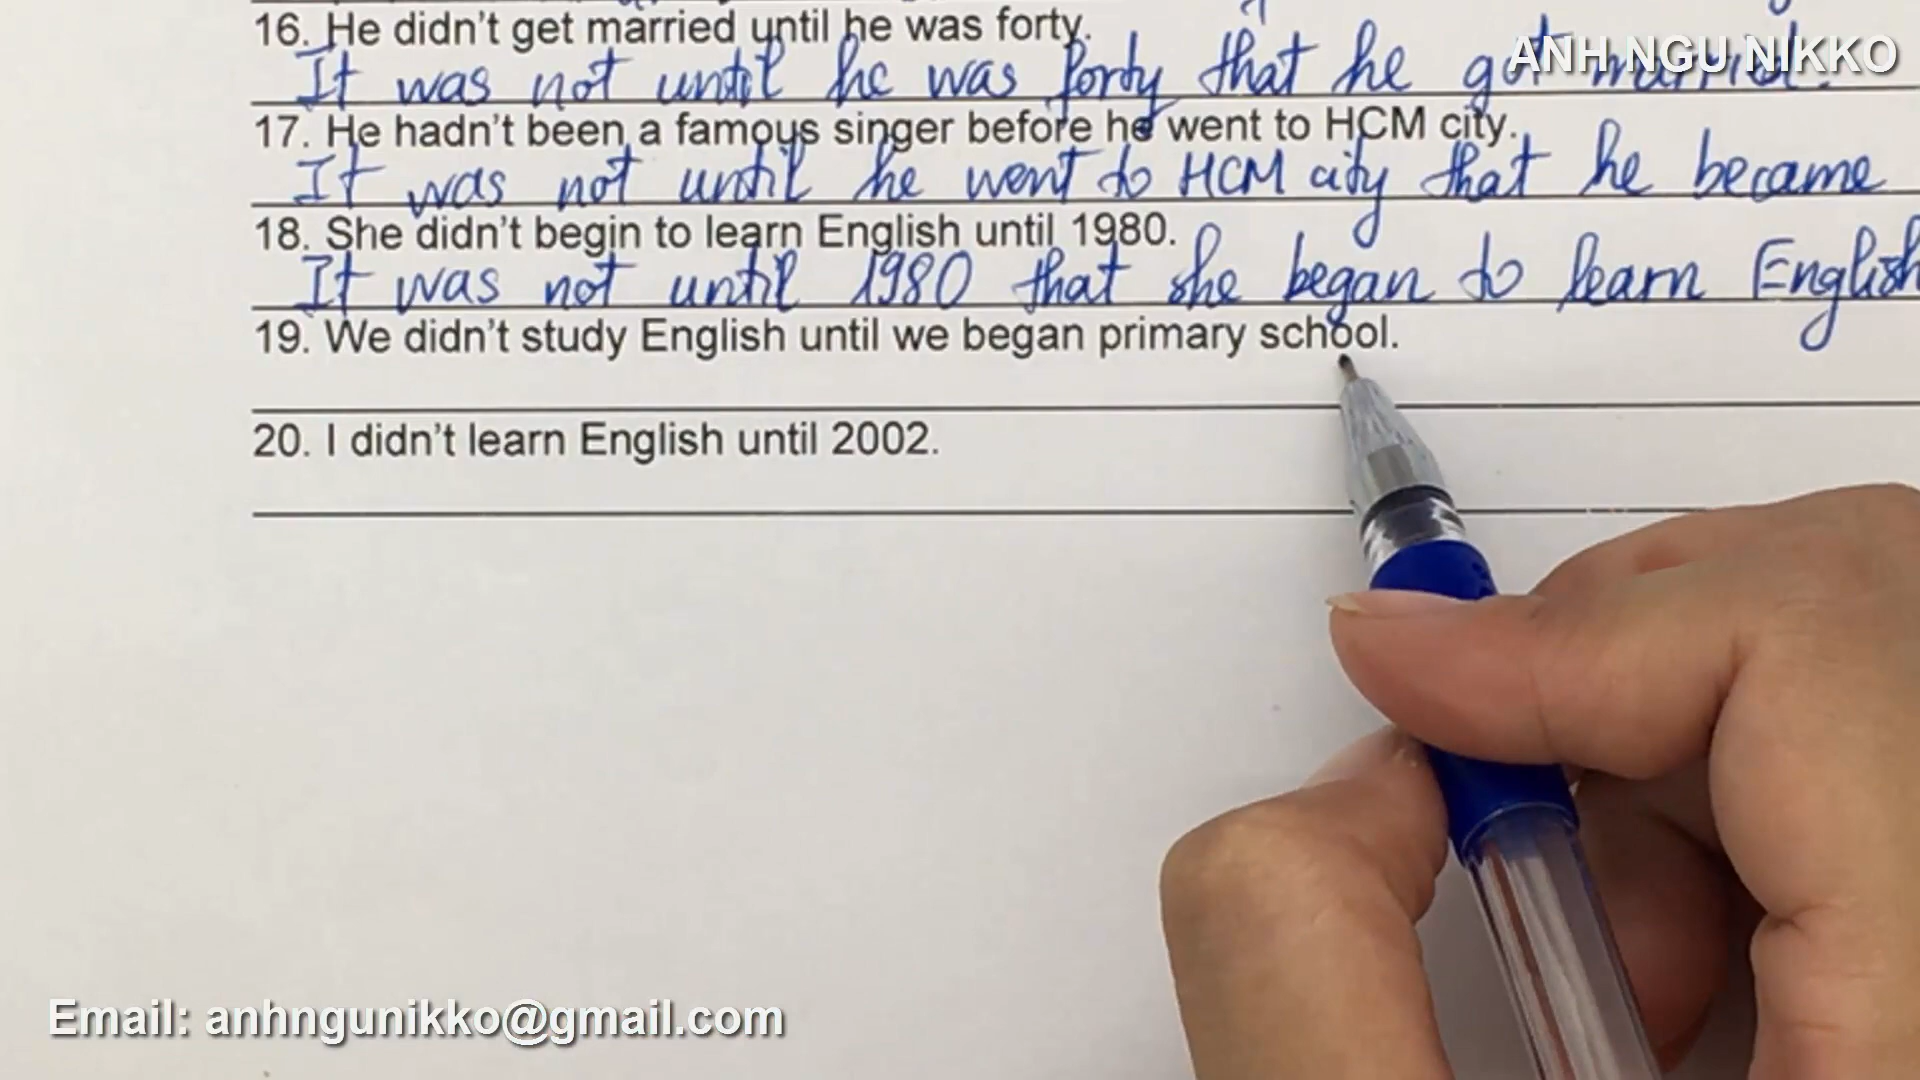 16. He didn't get married until he was forty.
ANH NGU NIKKO
It was not until he was forty that he got married.
17. He hadn't been a famous singer before he went to HCM city.
It was not until he went to HCM city that he became
18. She didn't begin to learn English until 1980.
It was not until 1980 that she began to learn English
19. We didn't study English until we began primary school.
20. I didn't learn English until 2002.
Email: anhngunikko@gmail.com